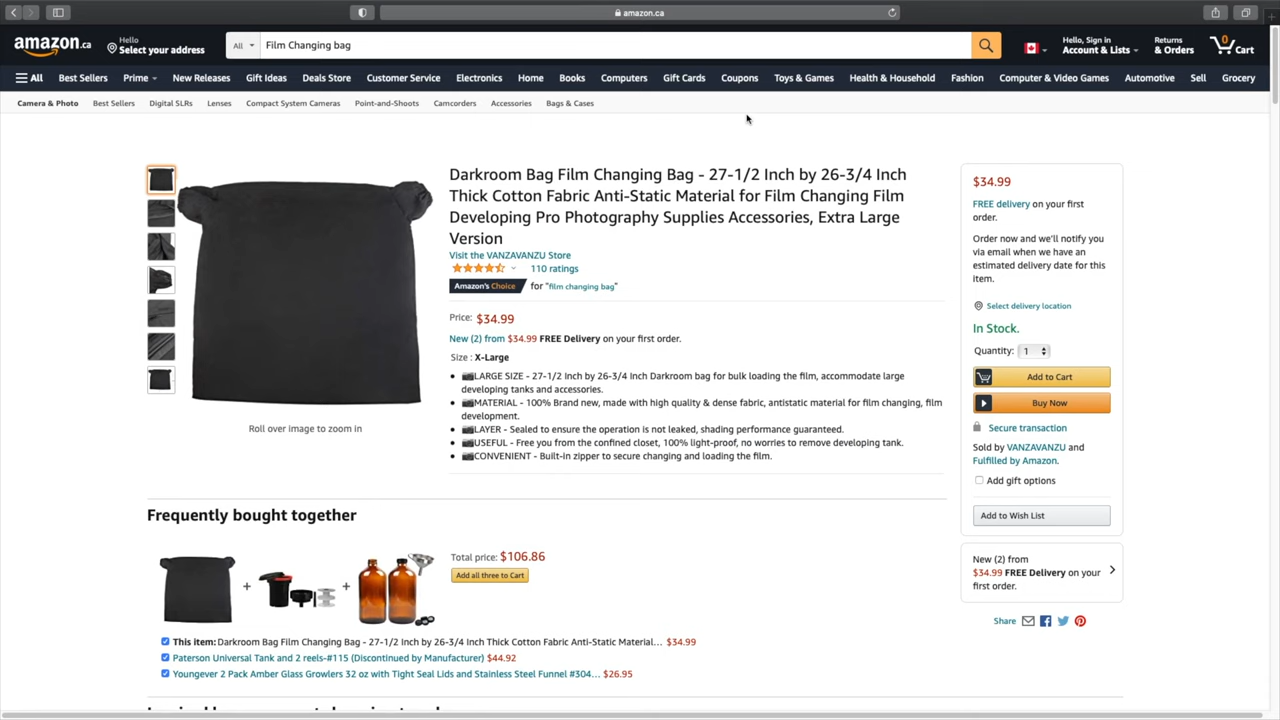 amazon.ca
amazon.ca
Hello
Select your address
All
Film Changing bag
Hello, Sign in
Account & Lists
Returns
& Orders
0
Cart
All
Best Sellers
Prime
New Releases
Gift Ideas
Deals Store
Customer Service
Electronics
Home
Books
Computers
Gift Cards
Coupons
Toys & Games
Health & Household
Fashion
Computer & Video Games
Automotive
Sell
Grocery
Camera & Photo
Best Sellers
Digital SLRs
Lenses
Compact System Cameras
Point-and-Shoots
Camcorders
Accessories
Bags & Cases
Roll over image to zoom in
Darkroom Bag Film Changing Bag - 27-1/2 Inch by 26-3/4 Inch
Thick Cotton Fabric Anti-Static Material for Film Changing Film
Developing Pro Photography Supplies Accessories, Extra Large
Version
Visit the VANZAVANZU Store
110 ratings
Amazon's Choice for "film changing bag"
Price: $34.99
New (2) from $34.99 FREE Delivery on your first order.
Size : X-Large
• 📷LARGE SIZE - 27-1/2 Inch by 26-3/4 Inch Darkroom bag for bulk loading the film, accommodate large
developing tanks and accessories.
• 📷MATERIAL - 100% Brand new, made with high quality & dense fabric, antistatic material for film changing, film
development.
• 📷LAYER - Sealed to ensure the operation is not leaked, shading performance guaranteed.
• 📷USEFUL - Free you from the confined closet, 100% light-proof, no worries to remove developing tank.
• 📷CONVENIENT - Built-in zipper to secure changing and loading the film.
$34.99
FREE delivery on your first
order.
Order now and we'll notify you
via email when we have an
estimated delivery date for this
item.
Select delivery location
In Stock.
Quantity: 1
Add to Cart
Buy Now
Secure transaction
Sold by VANZAVANZU and
Fulfilled by Amazon.
Add gift options
Add to Wish List
New (2) from
$34.99 FREE Delivery on your
first order.
Share
Frequently bought together
+
+
Total price: $106.86
Add all three to Cart
This item: Darkroom Bag Film Changing Bag - 27-1/2 Inch by 26-3/4 Inch Thick Cotton Fabric Anti-Static Material... $34.99
Paterson Universal Tank and 2 reels-#115 (Discontinued by Manufacturer) $44.92
Youngever 2 Pack Amber Glass Growlers 32 oz with Tight Seal Lids and Stainless Steel Funnel #304... $26.95